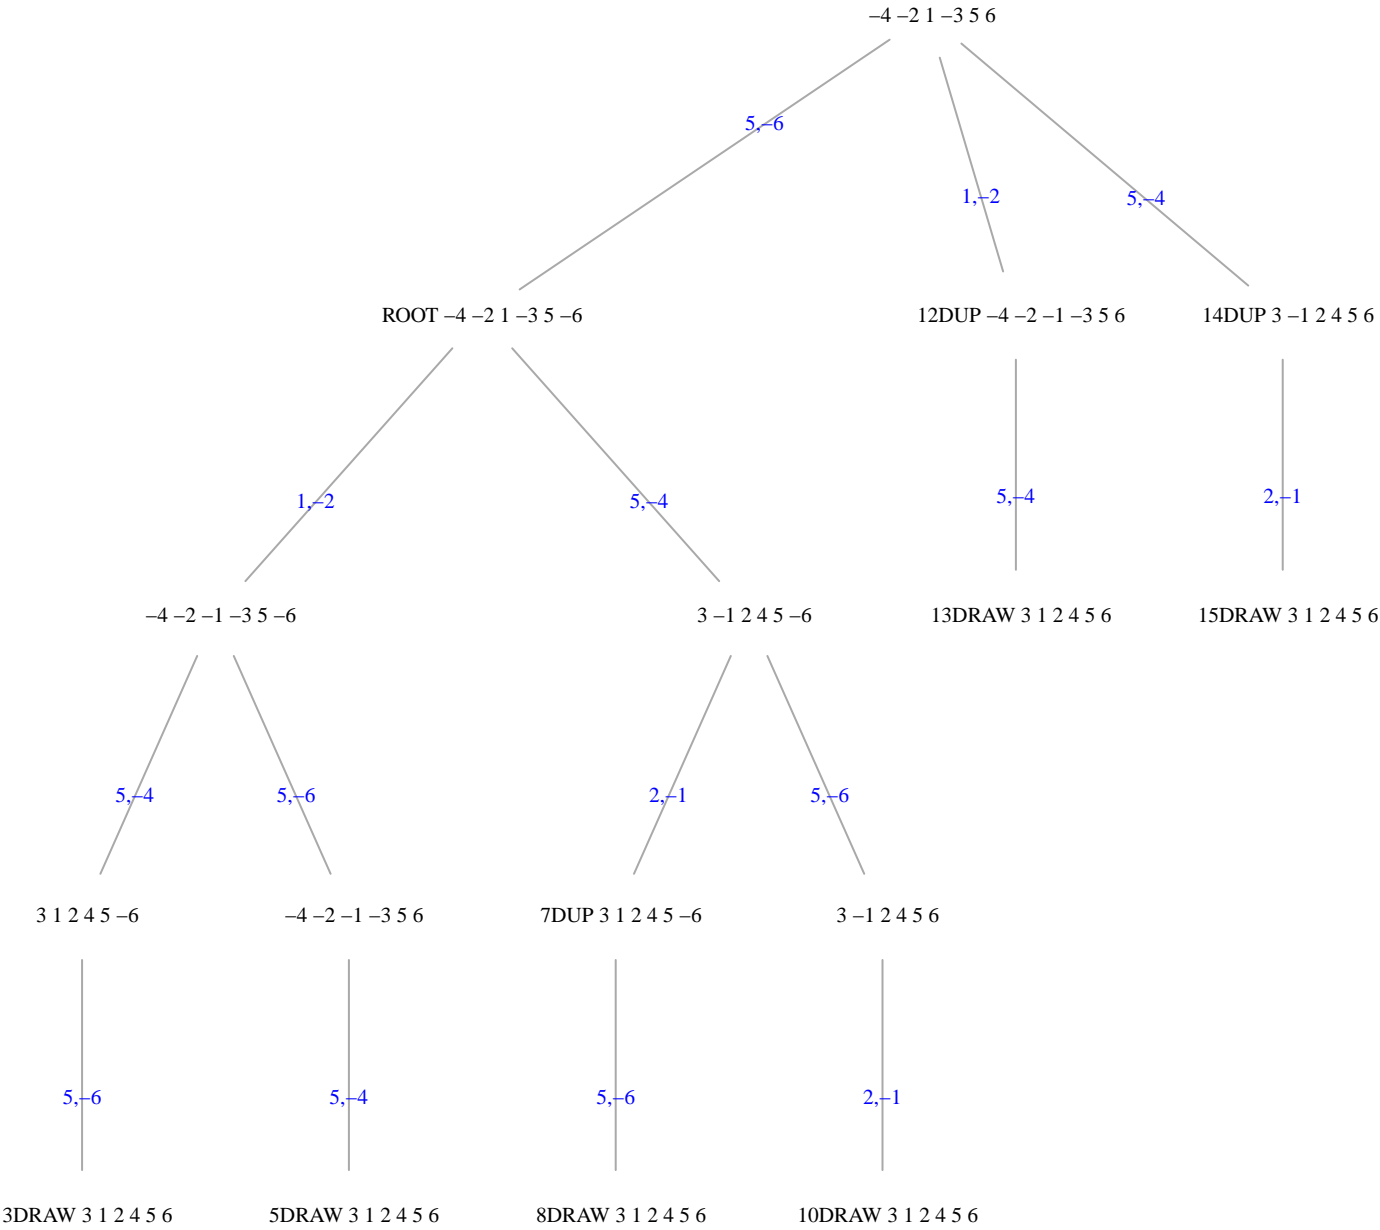 –4 –2 1 –3 5 6
5,–6
1,–2
5,–4
ROOT –4 –2 1 –3 5 –6
12DUP –4 –2 –1 –3 5 6
14DUP 3 –1 2 4 5 6
1,–2
5,–4
5,–4
2,–1
–4 –2 –1 –3 5 –6
3 –1 2 4 5 –6
13DRAW 3 1 2 4 5 6
15DRAW 3 1 2 4 5 6
5,–4
5,–6
2,–1
5,–6
3 1 2 4 5 –6
–4 –2 –1 –3 5 6
7DUP 3 1 2 4 5 –6
3 –1 2 4 5 6
5,–6
5,–4
5,–6
2,–1
3DRAW 3 1 2 4 5 6
5DRAW 3 1 2 4 5 6
8DRAW 3 1 2 4 5 6
10DRAW 3 1 2 4 5 6